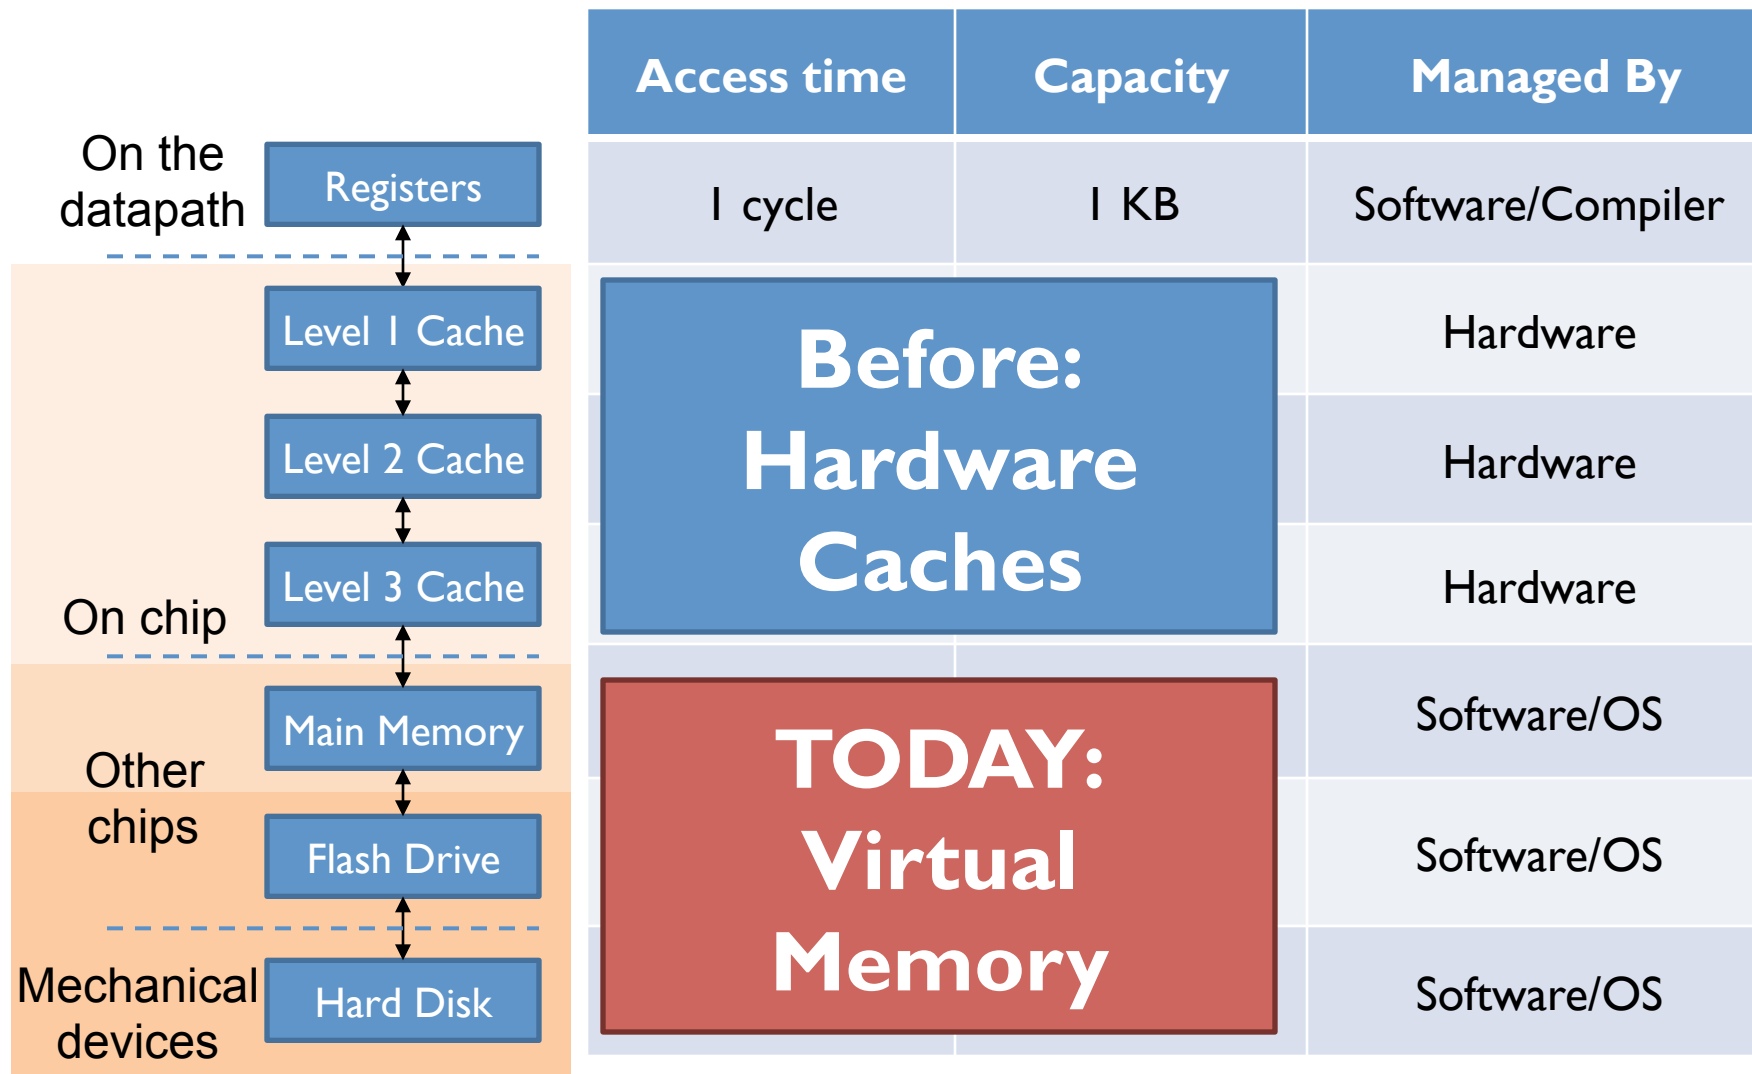 Access time Capacity Managed By
On the
datapath
Registers
1 cycle 1 KB Software/Compiler
Level 1 Cache
Hardware
Level 2 Cache
Hardware
Level 3 Cache
Hardware
On chip
Before:
Hardware
Caches
Main Memory
Software/OS
Other
chips
Flash Drive
Software/OS
Mechanical
devices
Hard Disk
Software/OS
TODAY:
Virtual
Memory